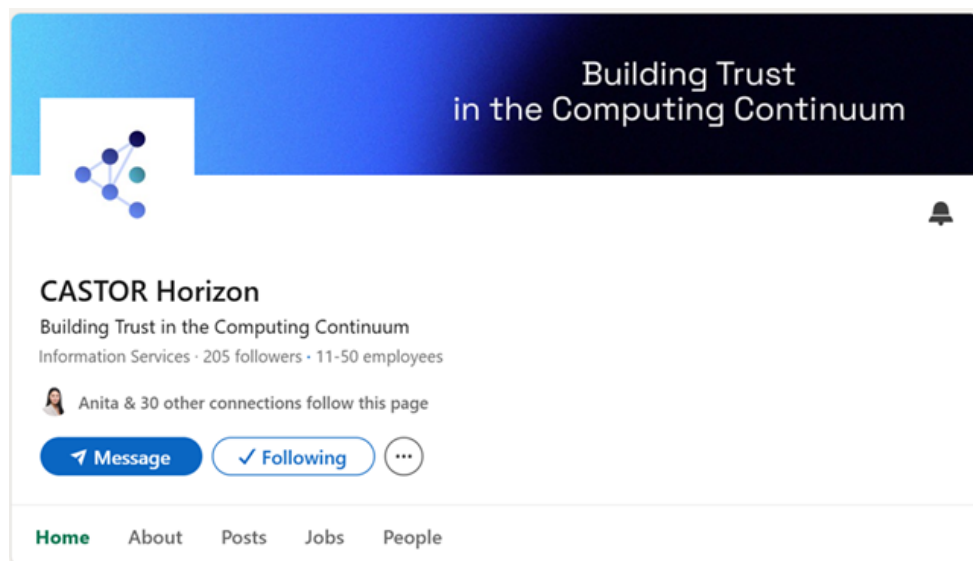 Building Trust
in the Computing Continuum
CASTOR Horizon
Building Trust in the Computing Continuum
Information Services · 205 followers • 11-50 employees
Anita & 30 other connections follow this page
Message
Following
Home
About
Posts
Jobs
People